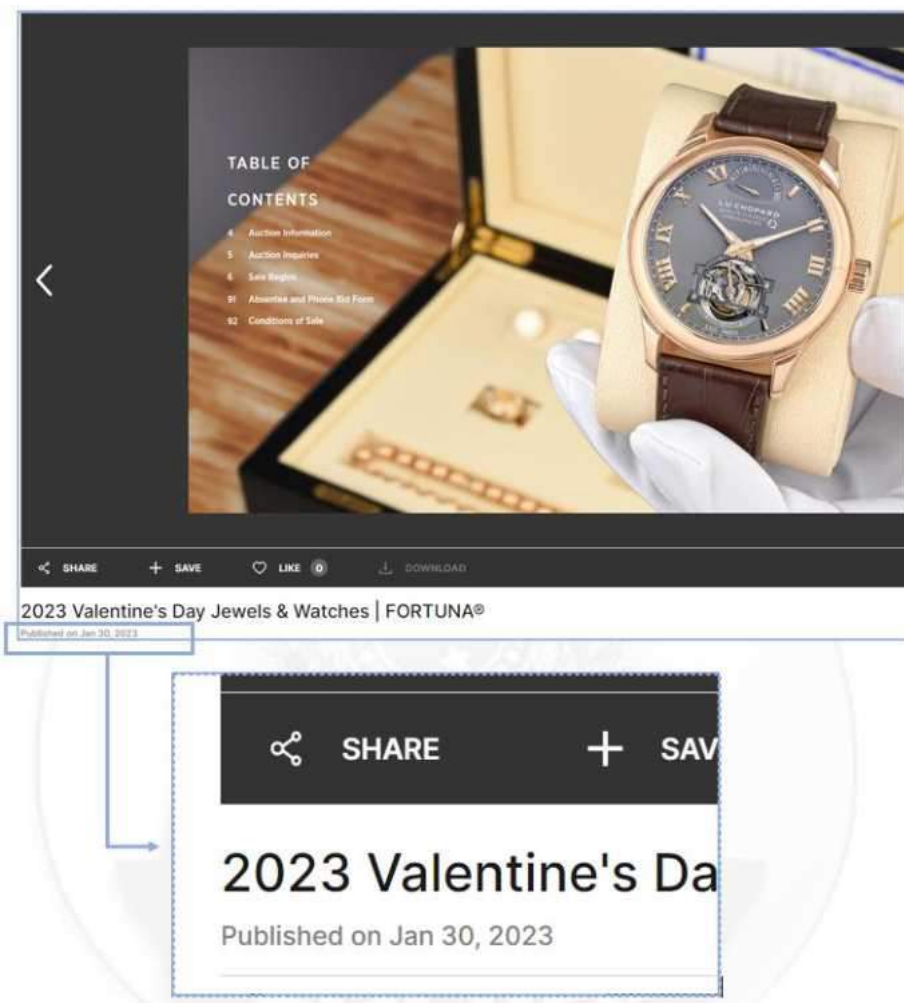 TABLE OF
CONTENTS
4 Auction Information
5 Auction Inquiries
6 Sale Begins
91 Absentee and Phone Bid Form
92 Conditions of Sale
L.U.CHOPARD
SHARE
SAVE
LIKE 0
DOWNLOAD
2023 Valentine's Day Jewels & Watches | FORTUNA®
Published on Jan 30, 2023
SHARE
SAV
2023 Valentine's Da
Published on Jan 30, 2023